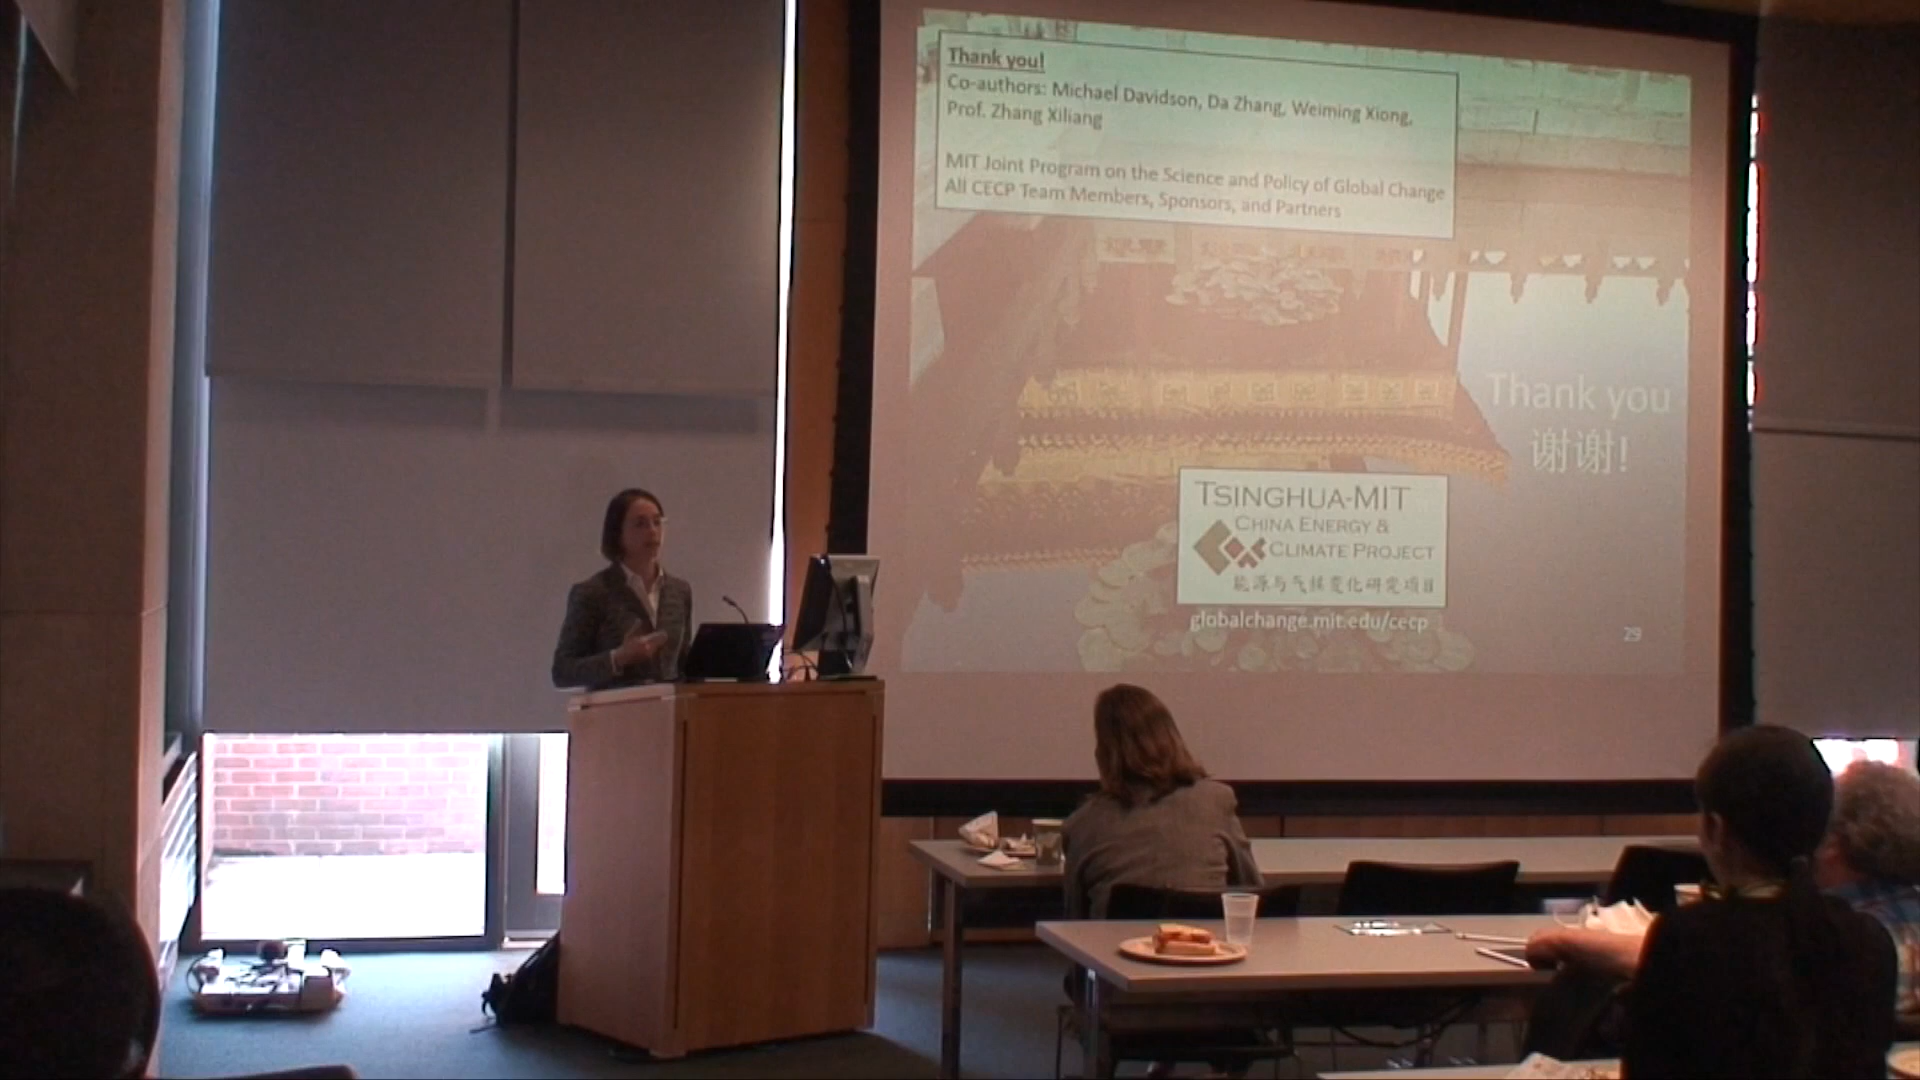 Thank you!
Co-authors: Michael Davidson, Da Zhang, Weiming Xiong,
Prof. Zhang Xiliang
MIT Joint Program on the Science and Policy of Global Change
All CECP Team Members, Sponsors, and Partners
Thank you
谢谢!
TSINGHUA-MIT
CHINA ENERGY &
CLIMATE PROJECT
能源与气候变化研究项目
globalchange.mit.edu/cecp
29